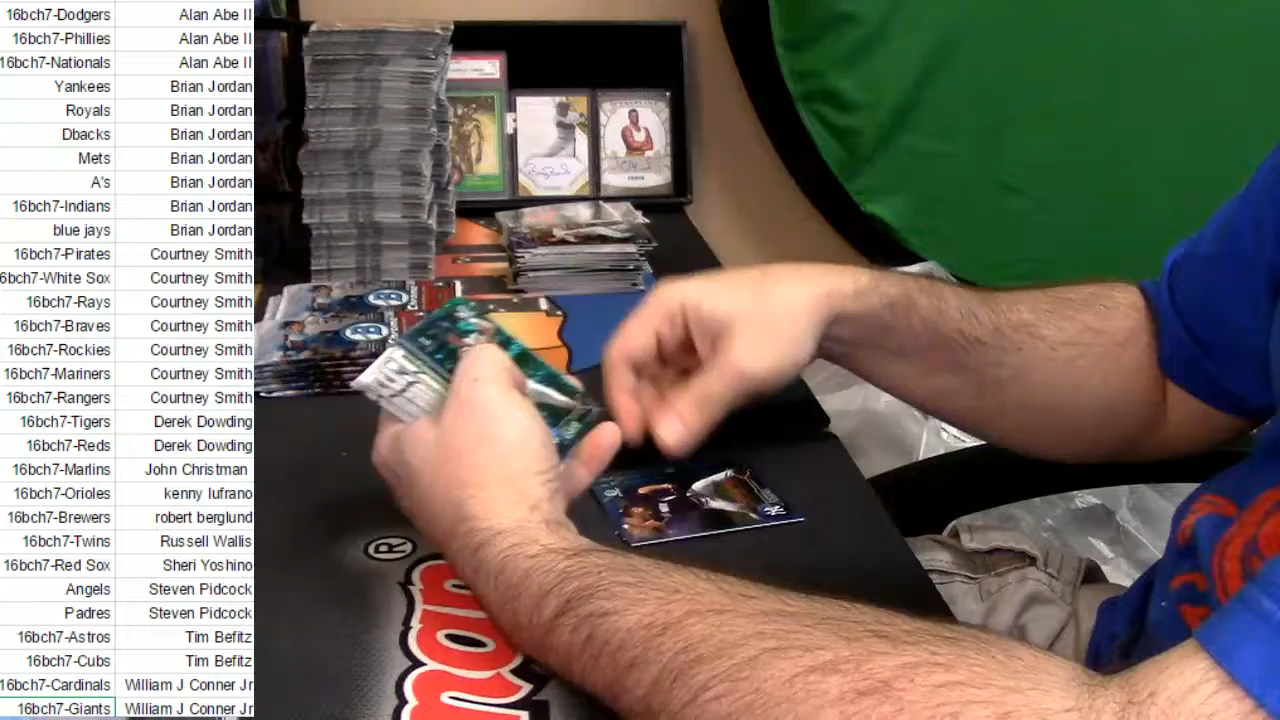 16bch7-Dodgers Alan Abe II
16bch7-Phillies Alan Abe II
16bch7-Nationals Alan Abe II
Yankees Brian Jordan
Royals Brian Jordan
Dbacks Brian Jordan
Mets Brian Jordan
A's Brian Jordan
16bch7-Indians Brian Jordan
blue jays Brian Jordan
16bch7-Pirates Courtney Smith
6bch7-White Sox Courtney Smith
16bch7-Rays Courtney Smith
16bch7-Braves Courtney Smith
16bch7-Rockies Courtney Smith
16bch7-Mariners Courtney Smith
16bch7-Rangers Courtney Smith
16bch7-Tigers Derek Dowding
16bch7-Reds Derek Dowding
16bch7-Marlins John Christman
16bch7-Orioles kenny lufrano
16bch7-Brewers robert berglund
16bch7-Twins Russell Wallis
16bch7-Red Sox Sheri Yoshino
Angels Steven Pidcock
Padres Steven Pidcock
16bch7-Astros Tim Befitz
16bch7-Cubs Tim Befitz
16bch7-Cardinals William J Conner Jr
16bch7-Giants William J Conner Jr
®